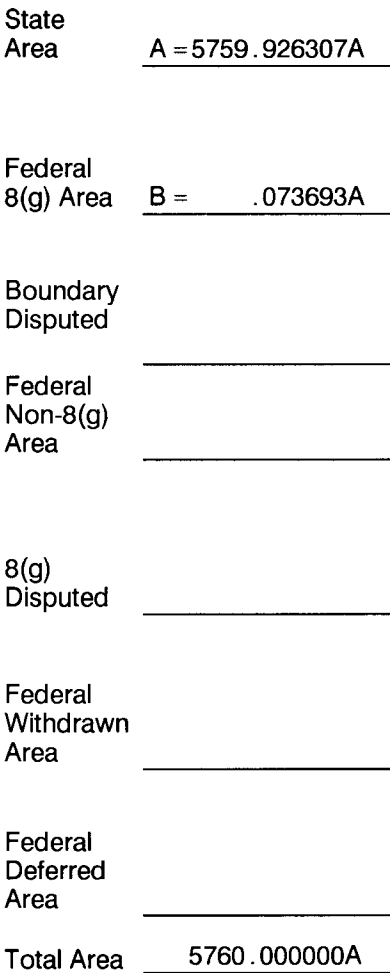 State
Area A = 5759.926307A
Federal
8(g) Area B = .073693A
Boundary
Disputed
Federal
Non-8(g)
Area
8(g)
Disputed
Federal
Withdrawn
Area
Federal
Deferred
Area
Total Area 5760.000000A